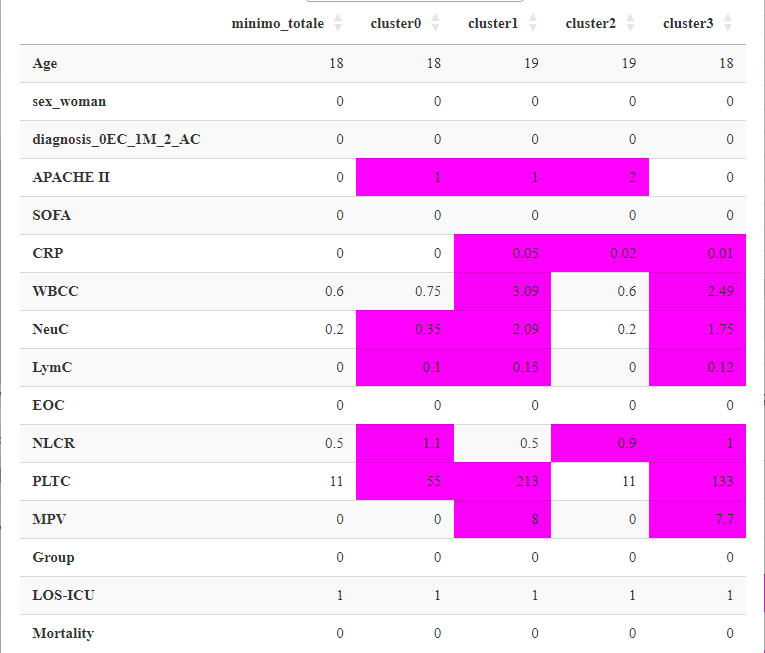 minimo_totale cluster0 cluster1 cluster2 cluster3
Age 18 18 19 19 18
sex_woman 0 0 0 0 0
diagnosis_0EC_1M_2_AC 0 0 0 0 0
APACHE II 0 1 1 2 0
SOFA 0 0 0 0 0
CRP 0 0 0.05 0.02 0.01
WBCC 0.6 0.75 3.09 0.6 2.49
NeuC 0.2 0.35 2.09 0.2 1.75
LymC 0 0.1 0.15 0 0.12
EOC 0 0 0 0 0
NLCR 0.5 1.1 0.5 0.9 1
PLTC 11 55 213 11 133
MPV 0 0 8 0 7.7
Group 0 0 0 0 0
LOS-ICU 1 1 1 1 1
Mortality 0 0 0 0 0